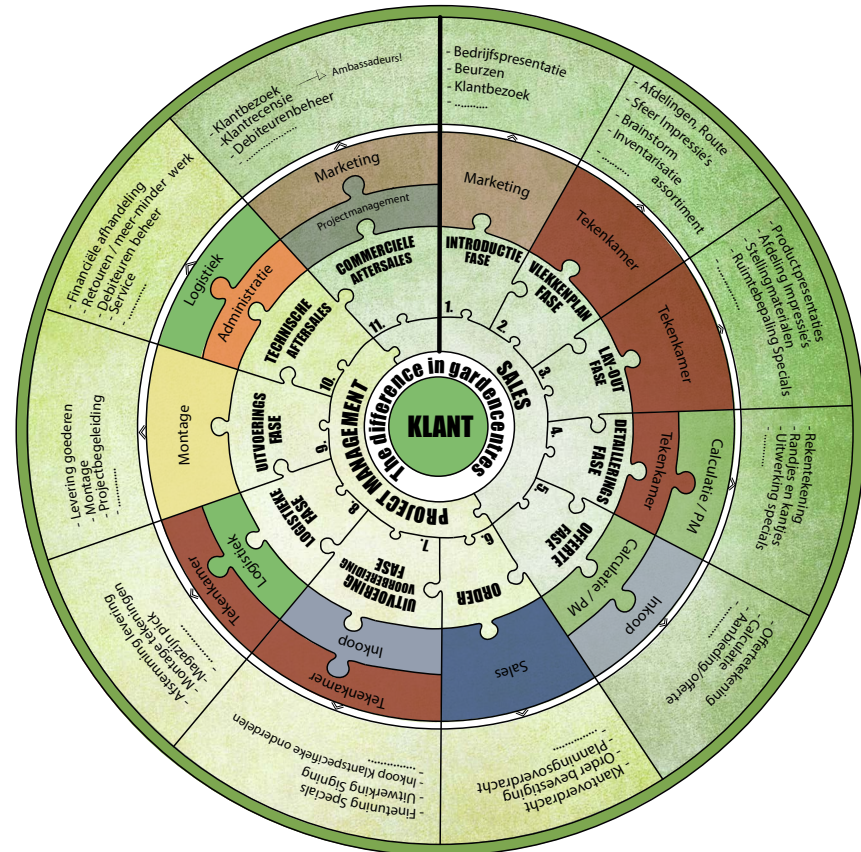 KLANT
The difference in gardencentres
SALES
PROJECT MANAGEMENT
1.
INTRODUCTIE
FASE
Marketing
- Bedrijfspresentatie
- Beurzen
- Klantbezoek
- ...........
2.
VLEKKENPLAN
FASE
Tekenkamer
- Afdelingen, Route
- Sfeer Impressie's
- Brainstorm
- Inventarisatie
assortiment
- ...........
3.
LAY-OUT
FASE
Tekenkamer
- Productpresentaties
- Afdeling Impressie's
- Stellingmaterialen
- Ruimtebepaling Specials
- ...........
4.
DETAILLERINGS
FASE
Tekenkamer
Calculatie / PM
- Rekentekening
- Randjes en kantjes
- Uitwerking specials
- ...........
5.
OFFERTE
FASE
Calculatie / PM
Inkoop
- Offertetekening
- Calculatie
- Aanbieding/offerte
- ...........
6.
ORDER
Sales
- Klantoverdracht
- Order bevestiging
- Planningsoverdracht
- ...........
7.
UITVOERING
VOORBEREIDING
FASE
Inkoop
Tekenkamer
- Finetuning Specials
- Uitwerking Signing
- Inkoop Klantspecifieke onderdelen
- ...........
8.
LOGISTIEKE
FASE
Logistiek
Tekenkamer
- Afstemming levering
- Montage tekeningen
- Magazijn pick
- ...........
9.
UITVOERINGS
FASE
Montage
- Levering goederen
- Montage
- Projectbegeleiding
- ...........
10.
TECHNISCHE
AFTERSALES
Administratie
Logistiek
- Financiële afhandeling
- Retouren / meer-minder werk
- Debiteuren beheer
- Service
- ...........
11.
COMMERCIELE
AFTERSALES
Projectmanagement
Marketing
- Klantbezoek
- Klantrecensie
Ambassadeurs!
- Debiteurenbeheer
- ...........